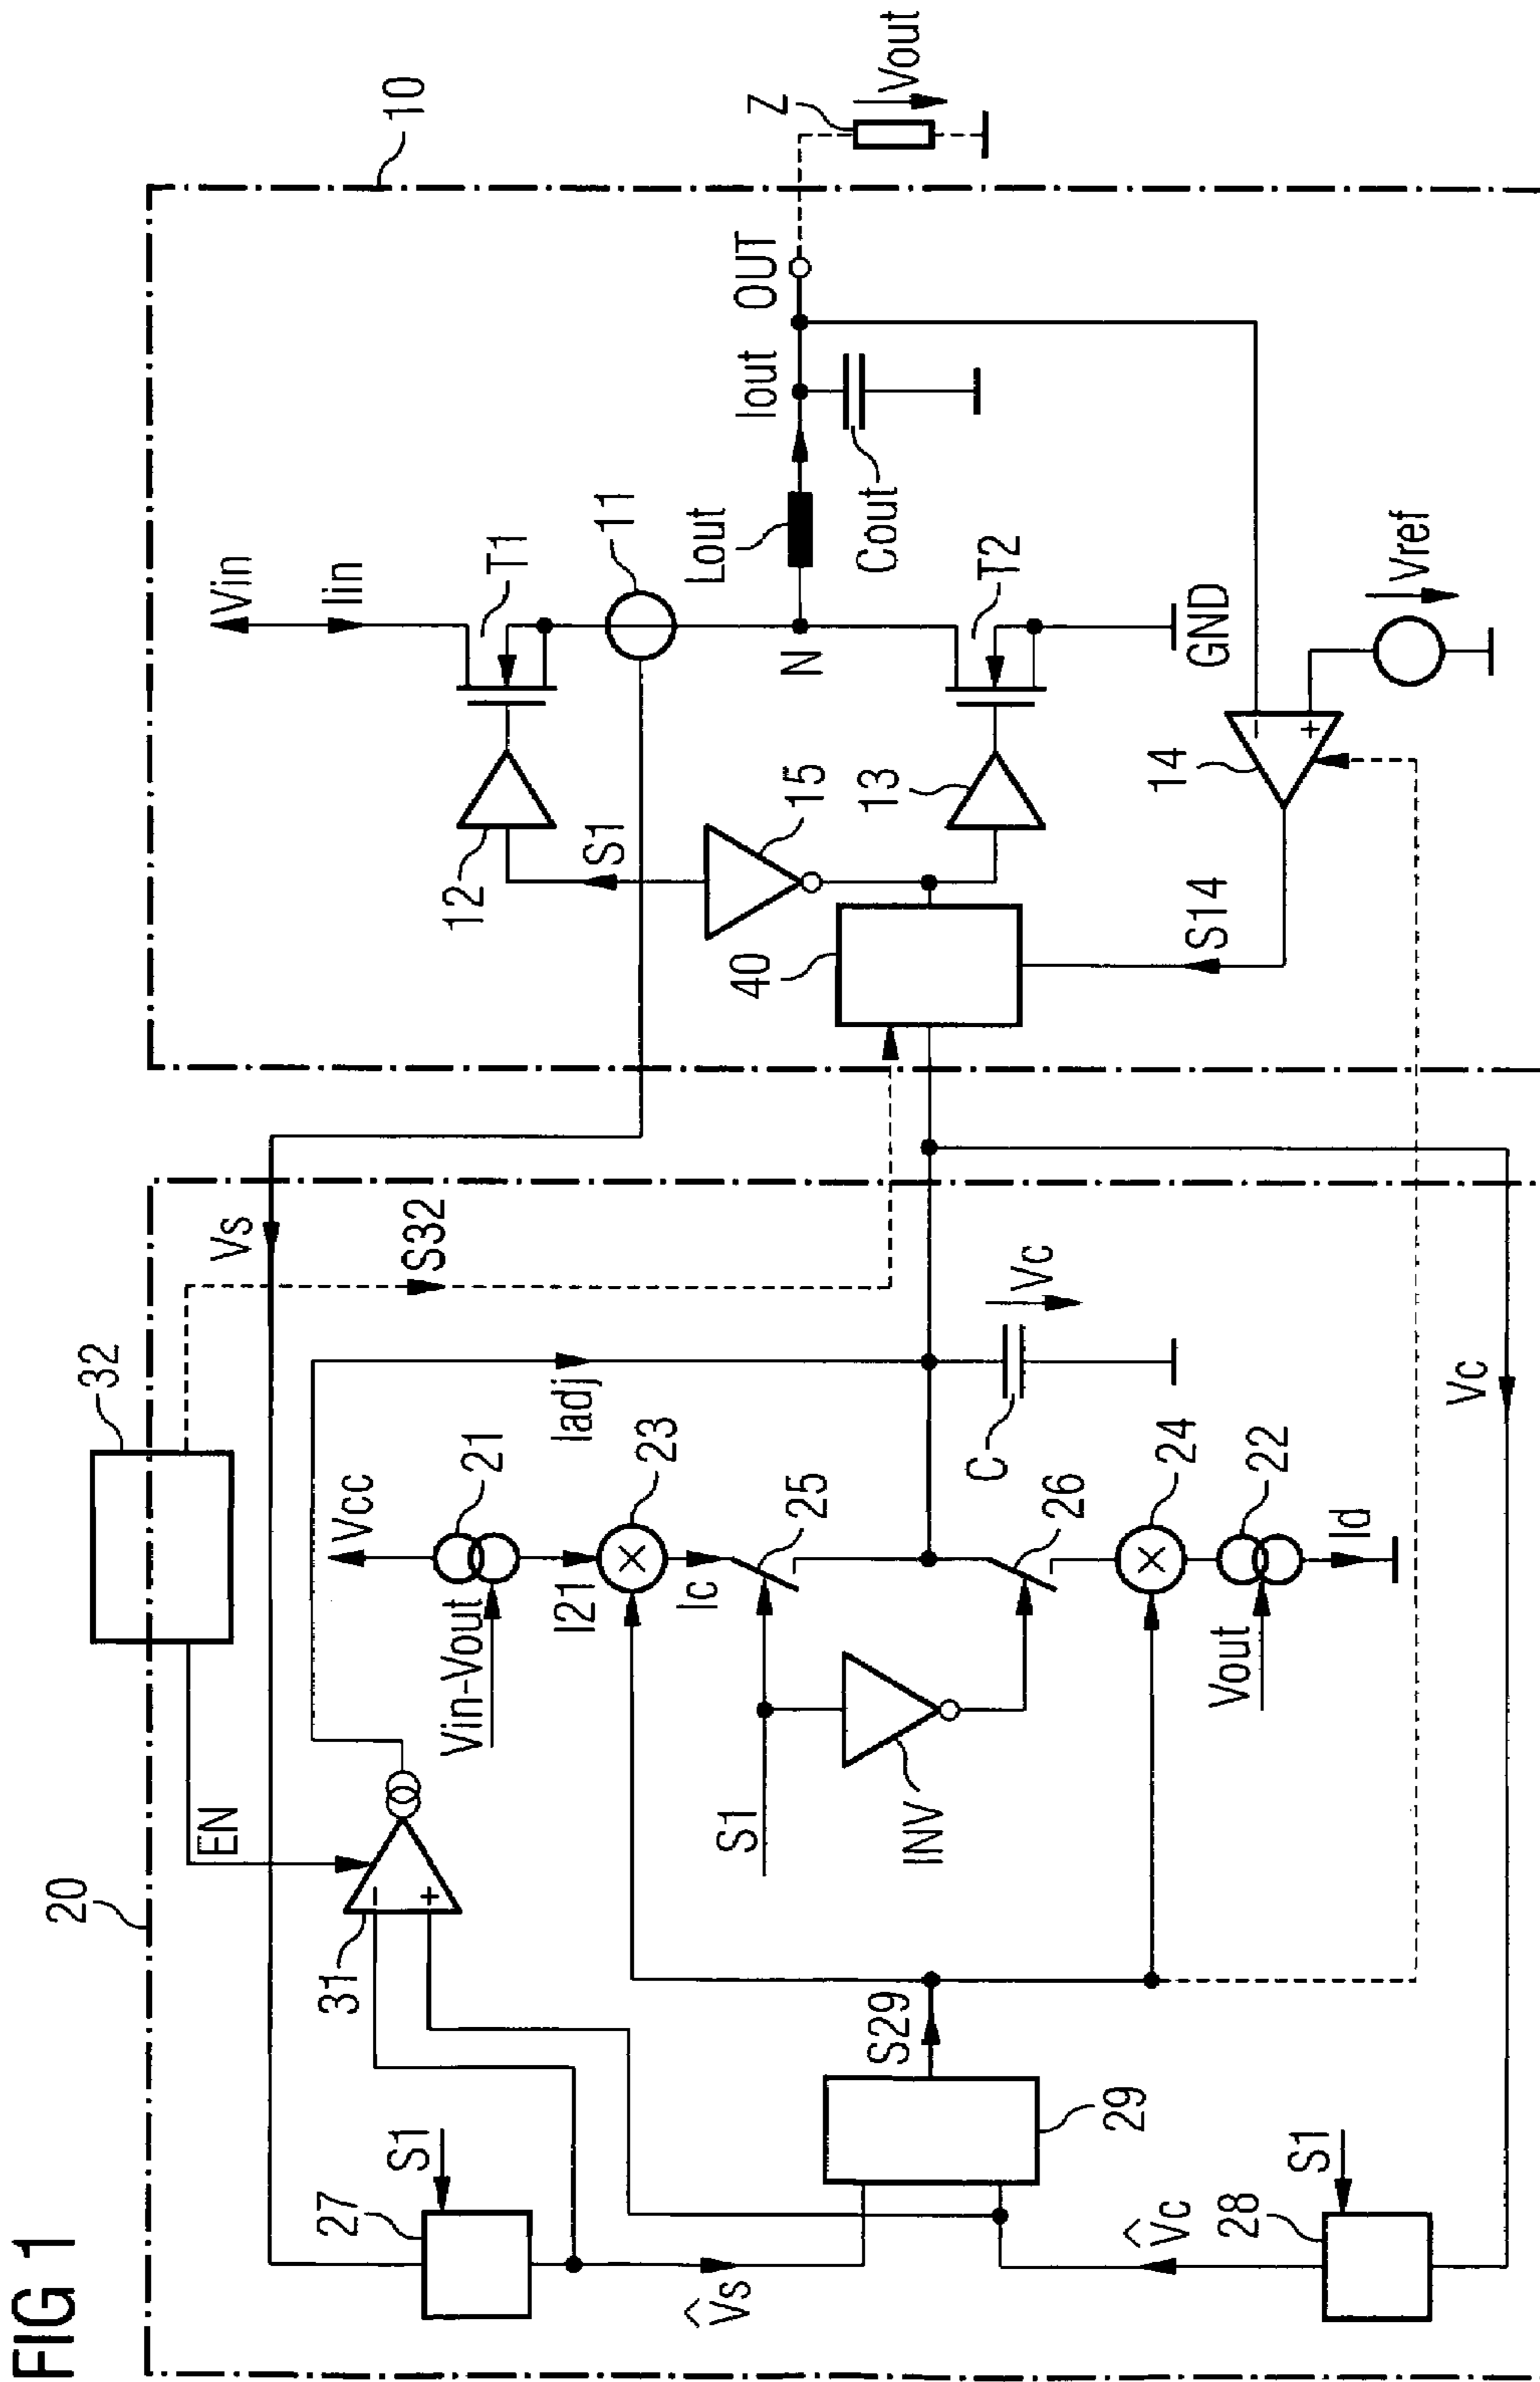 FIG 1
20
32
EN
31
27
S1
V̂s
Vs
S32
Vcc
21
Vin-Vout
I21
23
Iadj
Ic
25
S1
INV
26
C
Vc
24
22
Vout
Id
S29
29
V̂c
28
S1
Vc
10
Vin
Iin
T1
12
11
S1
15
Lout
N
Iout
OUT
Z
Vout
Cout
T2
13
GND
40
S14
14
-
+
Vref
-
+